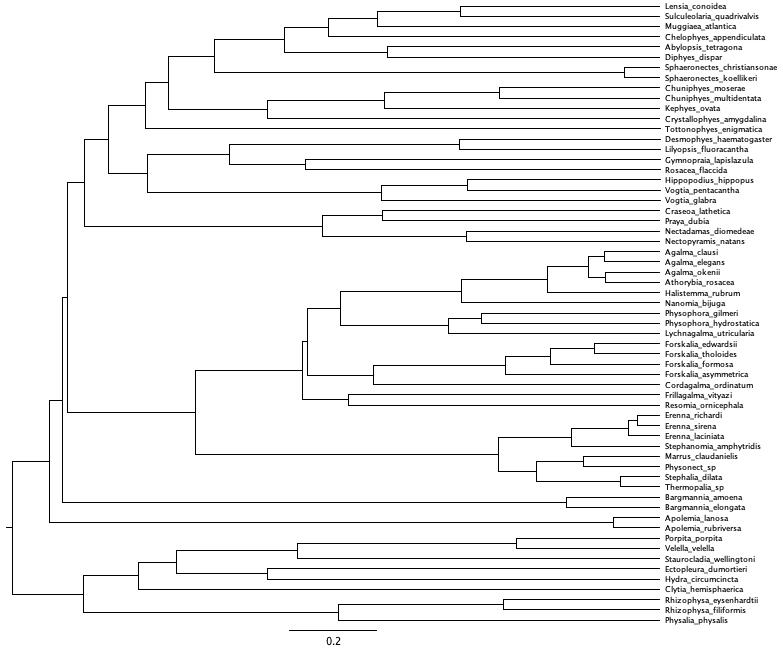 Lensia_conoidea
Sulculeolaria_quadrivalvis
Muggiaea_atlantica
Chelophyes_appendiculata
Abylopsis_tetragona
Diphyes_dispar
Sphaeronectes_christiansonae
Sphaeronectes_koellikeri
Chuniphyes_moserae
Chuniphyes_multidentata
Kephyes_ovata
Crystallophyes_amygdalina
Tottonophyes_enigmatica
Desmophyes_haematogaster
Lilyopsis_fluoracantha
Gymnopraia_lapislazula
Rosacea_flaccida
Hippopodius_hippopus
Vogtia_pentacantha
Vogtia_glabra
Craseoa_lathetica
Praya_dubia
Nectadamas_diomedeae
Nectopyramis_natans
Agalma_clausi
Agalma_elegans
Agalma_okenii
Athorybia_rosacea
Halistemma_rubrum
Nanomia_bijuga
Physophora_gilmeri
Physophora_hydrostatica
Lychnagalma_utricularia
Forskalia_edwardsii
Forskalia_tholoides
Forskalia_formosa
Forskalia_asymmetrica
Cordagalma_ordinatum
Frillagalma_vityazi
Resomia_ornicephala
Erenna_richardi
Erenna_sirena
Erenna_laciniata
Stephanomia_amphytridis
Marrus_claudanielis
Physonect_sp
Stephalia_dilata
Thermopalia_sp
Bargmannia_amoena
Bargmannia_elongata
Apolemia_lanosa
Apolemia_rubriversa
Porpita_porpita
Velella_velella
Staurocladia_wellingtoni
Ectopleura_dumortieri
Hydra_circumcincta
Clytia_hemisphaerica
Rhizophysa_eysenhardtii
Rhizophysa_filiformis
Physalia_physalis
0.2